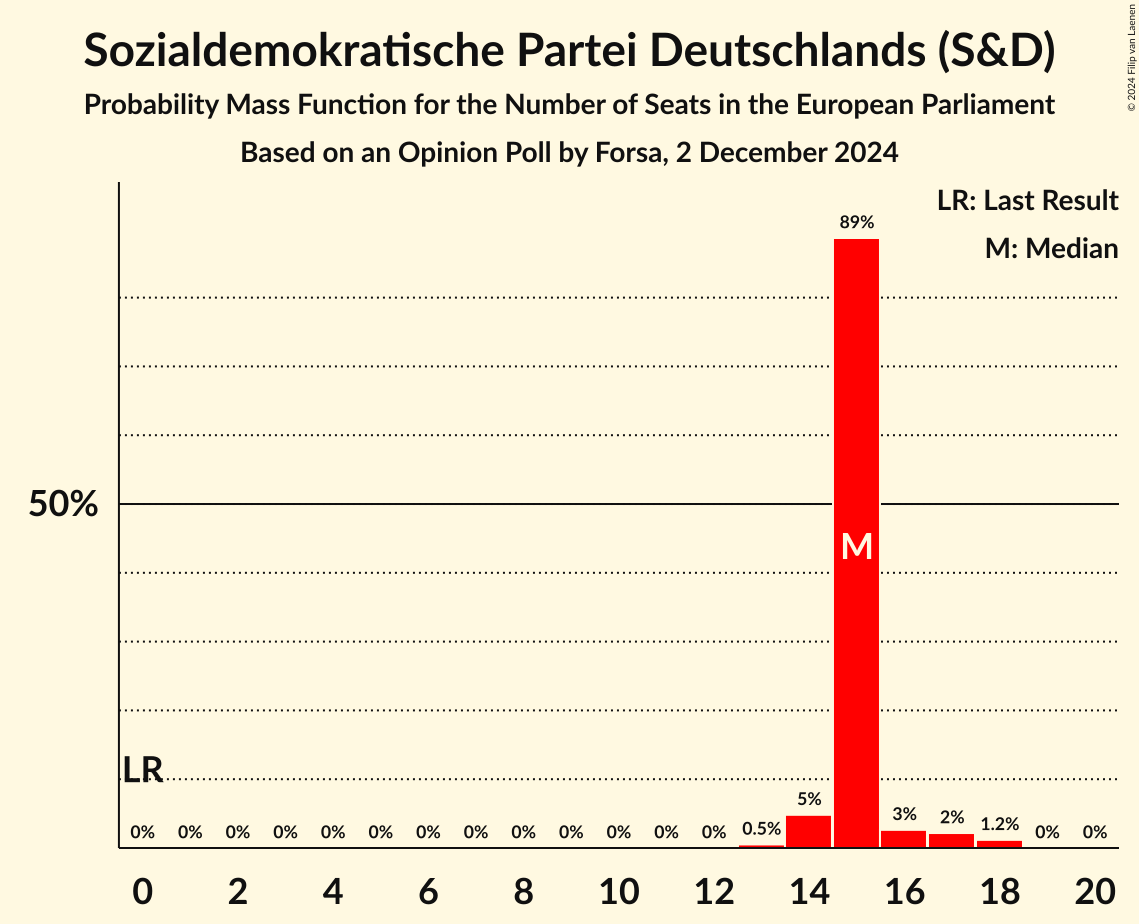 Sozialdemokratische Partei Deutschlands (S&D)
Probability Mass Function for the Number of Seats in the European Parliament
Based on an Opinion Poll by Forsa, 2 December 2024
© 2024 Filip van Laenen
LR: Last Result
M: Median
89%
50%
M
LR
0% 0% 0% 0% 0% 0% 0% 0% 0% 0% 0% 0% 0% 0.5% 5% 3% 2% 1.2% 0% 0%
0 2 4 6 8 10 12 14 16 18 20